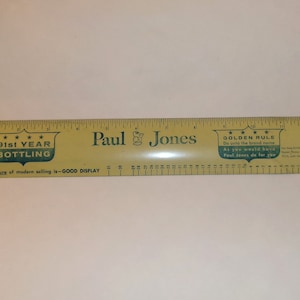 91st YEAR
BOTTLING
Paul Jones
GOLDEN RULE
As you would have
Paul Jones do for you
of modern selling is—GOOD DISPLAY